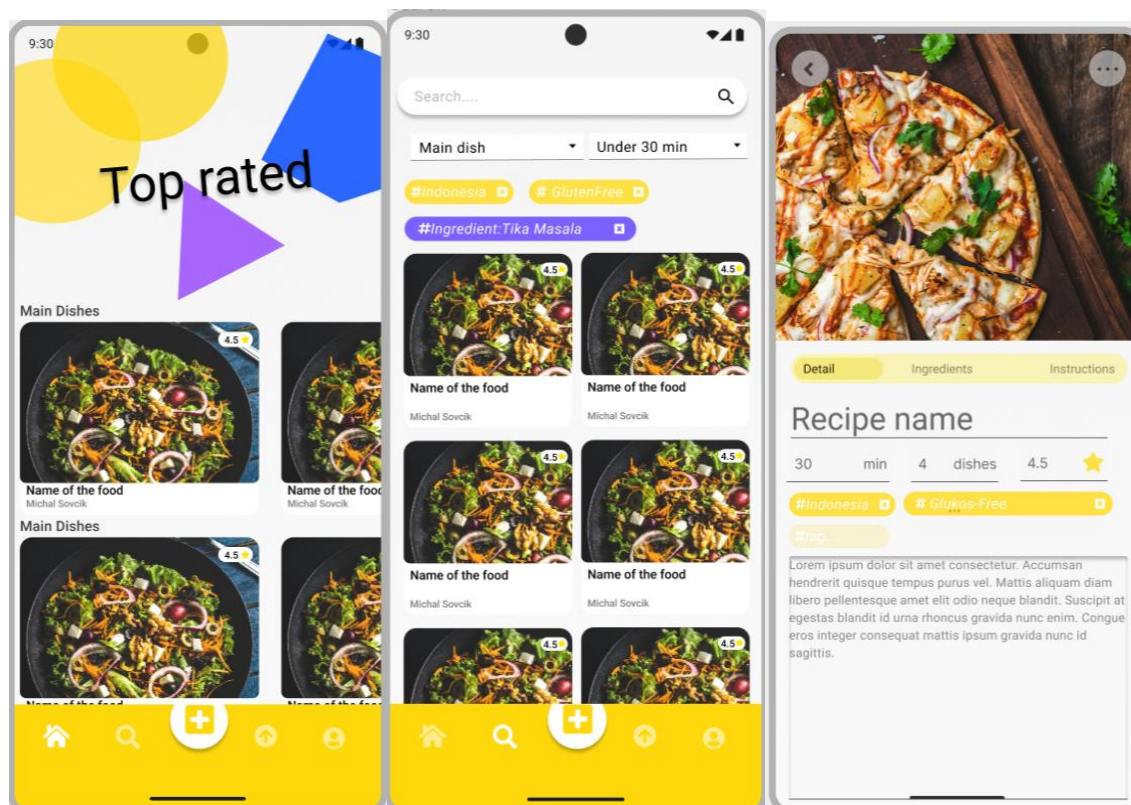 9:30
Top rated
Main Dishes
4.5
Name of the food
Michal Sovcik
Name of the food
Michal Sovcik
Main Dishes
4.5
9:30
Search....
Main dish
Under 30 min
#Indonesia
# GlutenFree
#Ingredient:Tika Masala
4.5
4.5
Name of the food
Name of the food
Michal Sovcik
Michal Sovcik
4.5
4.5
Name of the food
Name of the food
Michal Sovcik
Michal Sovcik
4.5
4.5
Detail
Ingredients
Instructions
Recipe name
30 min
4 dishes
4.5
#Indonesia
# Glukos-Free
#tag...
Lorem ipsum dolor sit amet consectetur. Accumsan
hendrerit quisque tempus purus vel. Mattis aliquam diam
libero pellentesque amet elit odio neque blandit. Suscipit at
egestas blandit id urna rhoncus gravida nunc enim. Congue
eros integer consequat mattis ipsum gravida nunc id
sagittis.